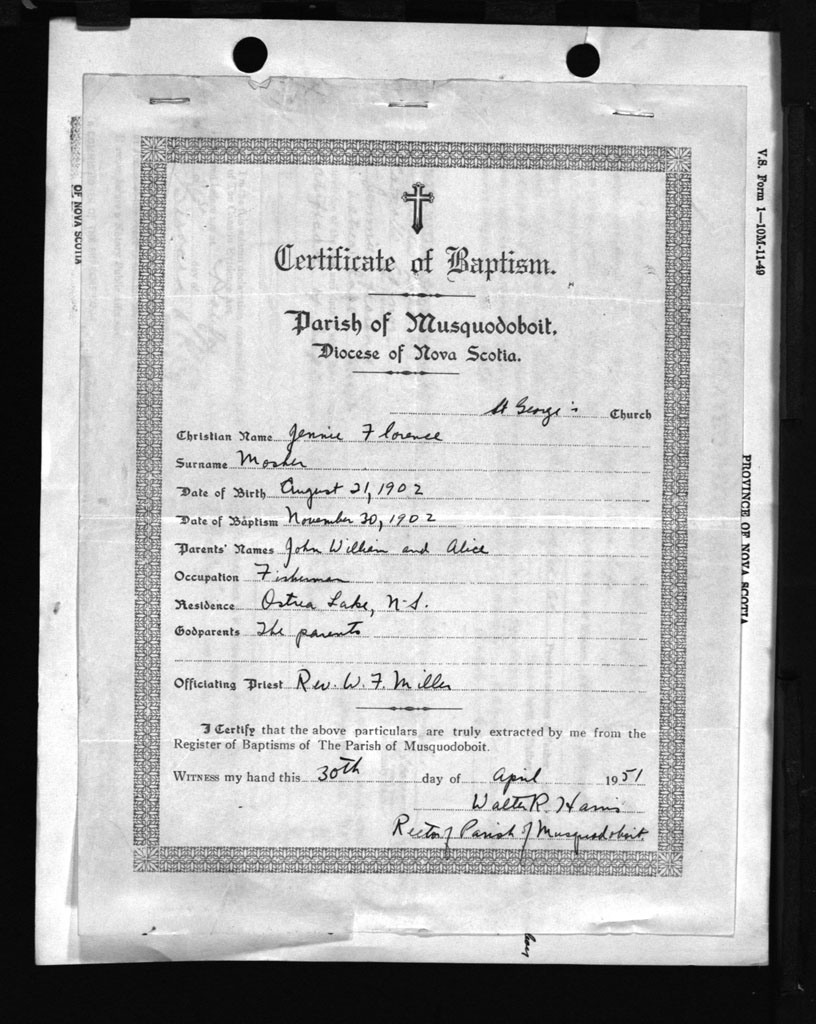 Certificate of Baptism.
Parish of Musquodoboit.
Diocese of Nova Scotia.
St George's Church
Christian Name Jennie Florence
Surname Mosher
Date of Birth August 21, 1902
Date of Baptism November 30, 1902
Parents' Names John William and Alice
Occupation Fisherman
Residence Ostrea Lake, N-S.
Godparents The parents
Officiating Priest Rev. W. F. Miller
I Certify that the above particulars are truly extracted by me from the
Register of Baptisms of The Parish of Musquodoboit.
WITNESS my hand this 30th day of April 1951
Walter R. Harris
Rector of Parish of Musquodoboit.
OF NOVA SCOTIA
V.S. Form 1—10M-11-49
PROVINCE OF NOVA SCOTIA